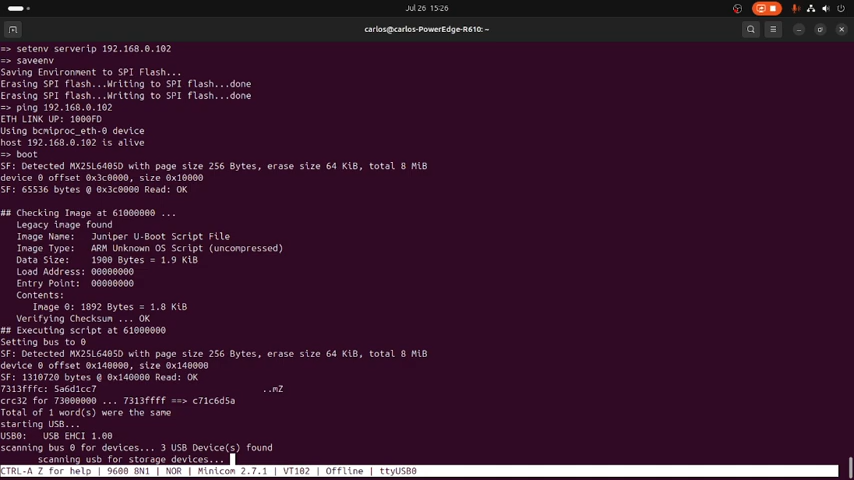 Jul 26 15:26
carlos@carlos-PowerEdge-R610: ~
=> setenv serverip 192.168.0.102
=> saveenv
Saving Environment to SPI Flash...
Erasing SPI flash...Writing to SPI flash...done
Erasing SPI flash...Writing to SPI flash...done
=> ping 192.168.0.102
ETH LINK UP: 1000FD
Using bcmiproc_eth-0 device
host 192.168.0.102 is alive
=> boot
SF: Detected MX25L6405D with page size 256 Bytes, erase size 64 KiB, total 8 MiB
device 0 offset 0x3c0000, size 0x10000
SF: 65536 bytes @ 0x3c0000 Read: OK
## Checking Image at 61000000 ...
Legacy image found
Image Name: Juniper U-Boot Script File
Image Type: ARM Unknown OS Script (uncompressed)
Data Size: 1900 Bytes = 1.9 KiB
Load Address: 00000000
Entry Point: 00000000
Contents:
Image 0: 1892 Bytes = 1.8 KiB
Verifying Checksum ... OK
## Executing script at 61000000
Setting bus to 0
SF: Detected MX25L6405D with page size 256 Bytes, erase size 64 KiB, total 8 MiB
device 0 offset 0x140000, size 0x140000
SF: 1310720 bytes @ 0x140000 Read: OK
7313fffc: 5a6d1cc7 ..mZ
crc32 for 73000000 ... 7313ffff ==> c71c6d5a
Total of 1 word(s) were the same
starting USB...
USB0: USB EHCI 1.00
scanning bus 0 for devices... 3 USB Device(s) found
scanning usb for storage devices...
CTRL-A Z for help | 9600 8N1 | NOR | Minicom 2.7.1 | VT102 | Offline | ttyUSB0